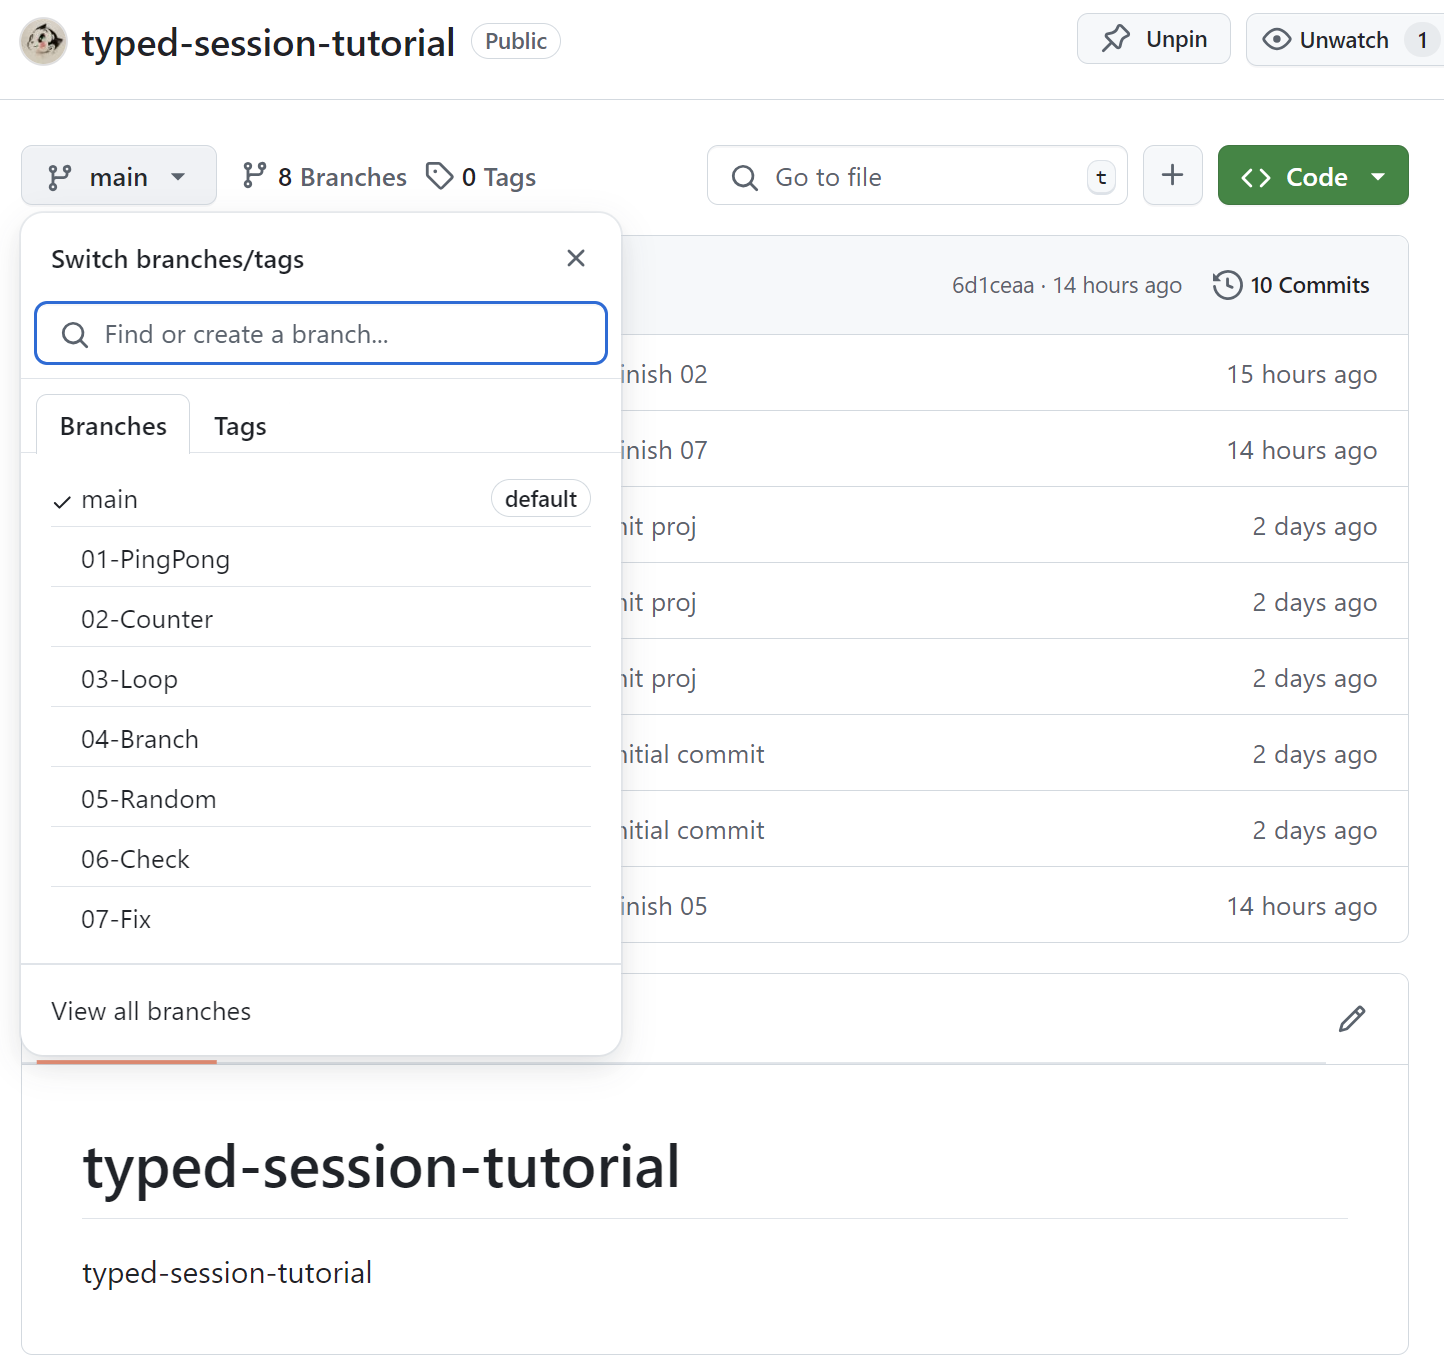 typed-session-tutorial Public Unpin Unwatch 1
main 8 Branches 0 Tags Go to file t + Code
Switch branches/tags
6d1ceaa · 14 hours ago 10 Commits
Find or create a branch...
inish 02 15 hours ago
Branches Tags
inish 07 14 hours ago
main default
nit proj 2 days ago
01-PingPong
02-Counter
nit proj 2 days ago
03-Loop
nit proj 2 days ago
04-Branch
nitial commit 2 days ago
05-Random
nitial commit 2 days ago
06-Check
07-Fix
inish 05 14 hours ago
View all branches
typed-session-tutorial
typed-session-tutorial